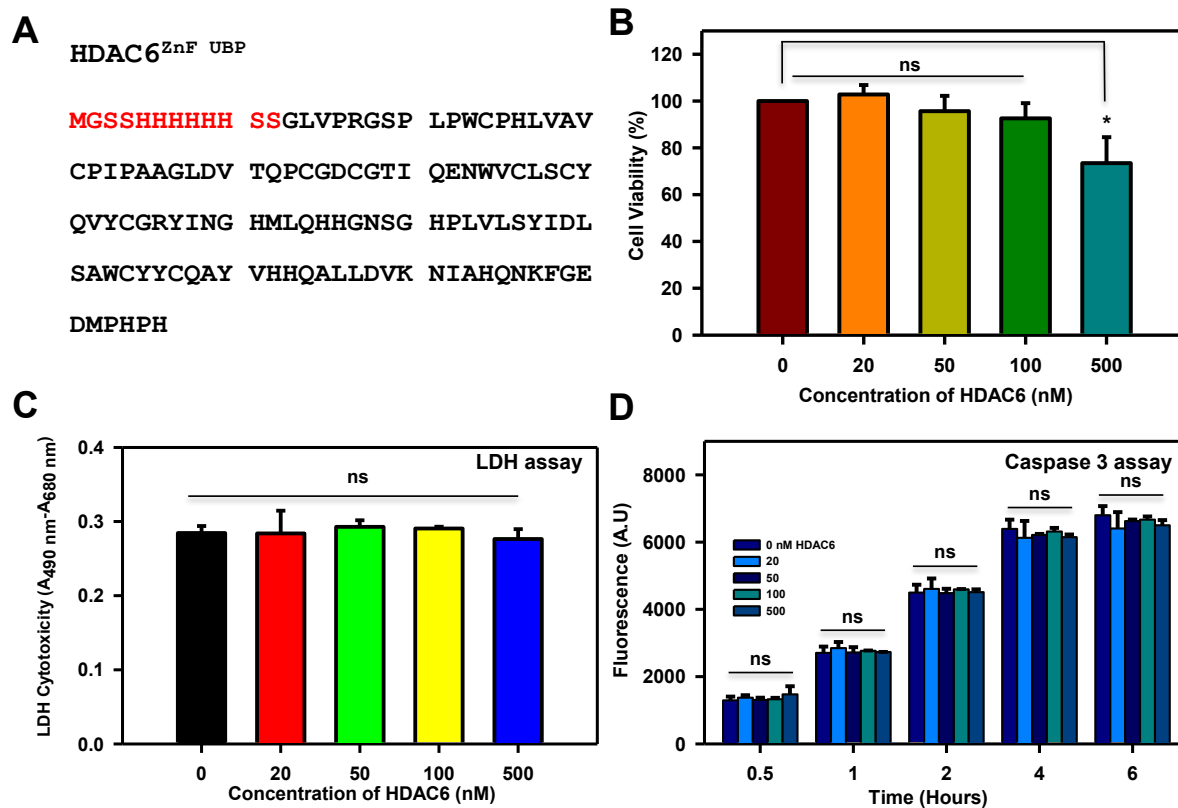 A
HDAC6ZnF UBP
MGSSHHHHHH SSGLVPRGSP LPWCPHLVAV
CPIPAAGLDV TQPCGDCGTI QENWVCLSCY
QVYCGRYING HMLQHHGNSG HPLVLSYIDL
SAWCYYCQAY VHHQALLDVK NIAHQNKFGE
DMPHPH
B
Cell Viability (%)
120
100
80
60
40
20
0
ns
*
0 20 50 100 500
Concentration of HDAC6 (nM)
C
LDH Cytotoxicity (A490 nm-A680 nm)
0.4
0.3
0.2
0.1
0.0
LDH assay
ns
0 20 50 100 500
Concentration of HDAC6 (nM)
D
Fluorescence (A.U)
8000
6000
4000
2000
0
Caspase 3 assay
0 nM HDAC6
20
50
100
500
ns
ns
ns
ns
ns
0.5 1 2 4 6
Time (Hours)